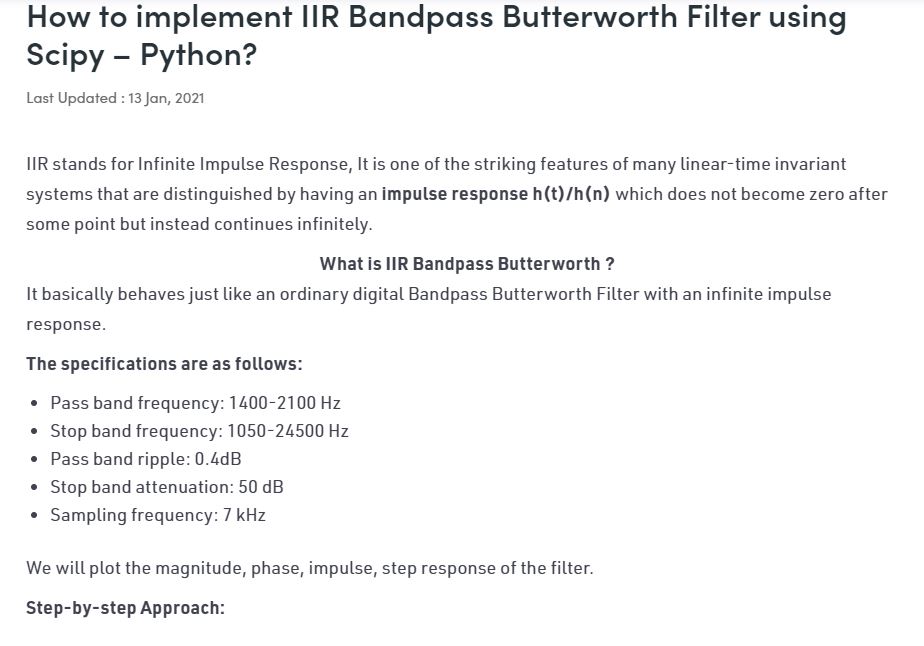 How to implement IIR Bandpass Butterworth Filter using
Scipy – Python?
Last Updated : 13 Jan, 2021
IIR stands for Infinite Impulse Response, It is one of the striking features of many linear-time invariant
systems that are distinguished by having an impulse response h(t)/h(n) which does not become zero after
some point but instead continues infinitely.
What is IIR Bandpass Butterworth ?
It basically behaves just like an ordinary digital Bandpass Butterworth Filter with an infinite impulse
response.
The specifications are as follows:
• Pass band frequency: 1400-2100 Hz
• Stop band frequency: 1050-24500 Hz
• Pass band ripple: 0.4dB
• Stop band attenuation: 50 dB
• Sampling frequency: 7 kHz
We will plot the magnitude, phase, impulse, step response of the filter.
Step-by-step Approach: